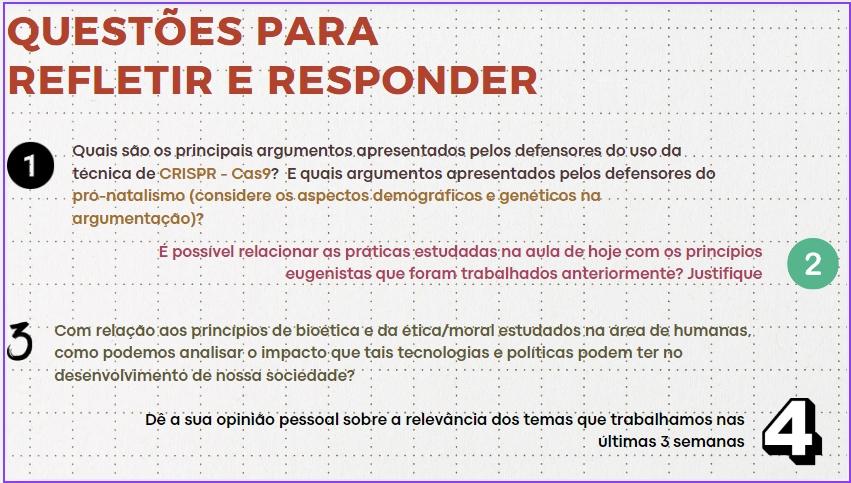 QUESTÕES PARA
REFLETIR E RESPONDER
1
Quais são os principais argumentos apresentados pelos defensores do uso da
técnica de CRISPR - Cas9? E quais argumentos apresentados pelos defensores do
pró-natalismo (considere os aspectos demográficos e genéticos na
argumentação)?
É possível relacionar as práticas estudadas na aula de hoje com os princípios
eugenistas que foram trabalhados anteriormente? Justifique
2
3
Com relação aos princípios de bioética e da ética/moral estudados na área de humanas,
como podemos analisar o impacto que tais tecnologias e políticas podem ter no
desenvolvimento de nossa sociedade?
Dê a sua opinião pessoal sobre a relevância dos temas que trabalhamos nas
últimas 3 semanas
4